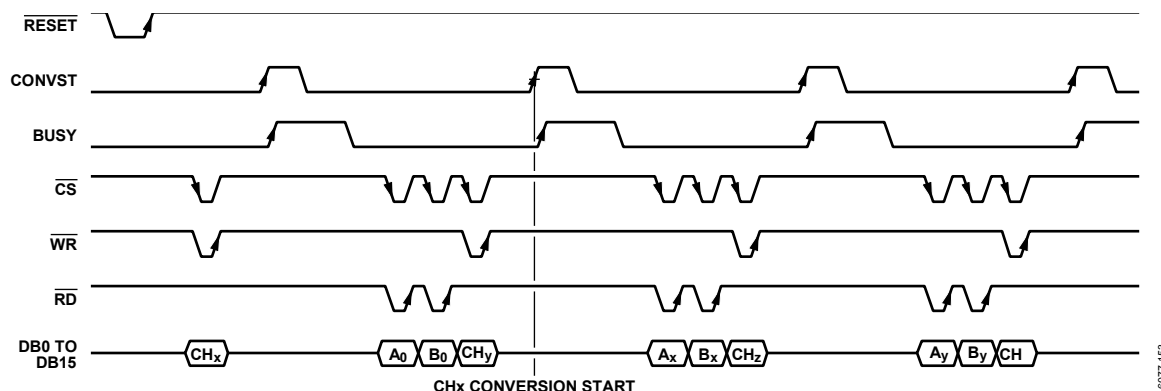 RESET
CONVST
BUSY
CS
WR
RD
DB0 TO
DB15
CHx A0 B0 CHy Ax Bx CHz Ay By CH
CHx CONVERSION START